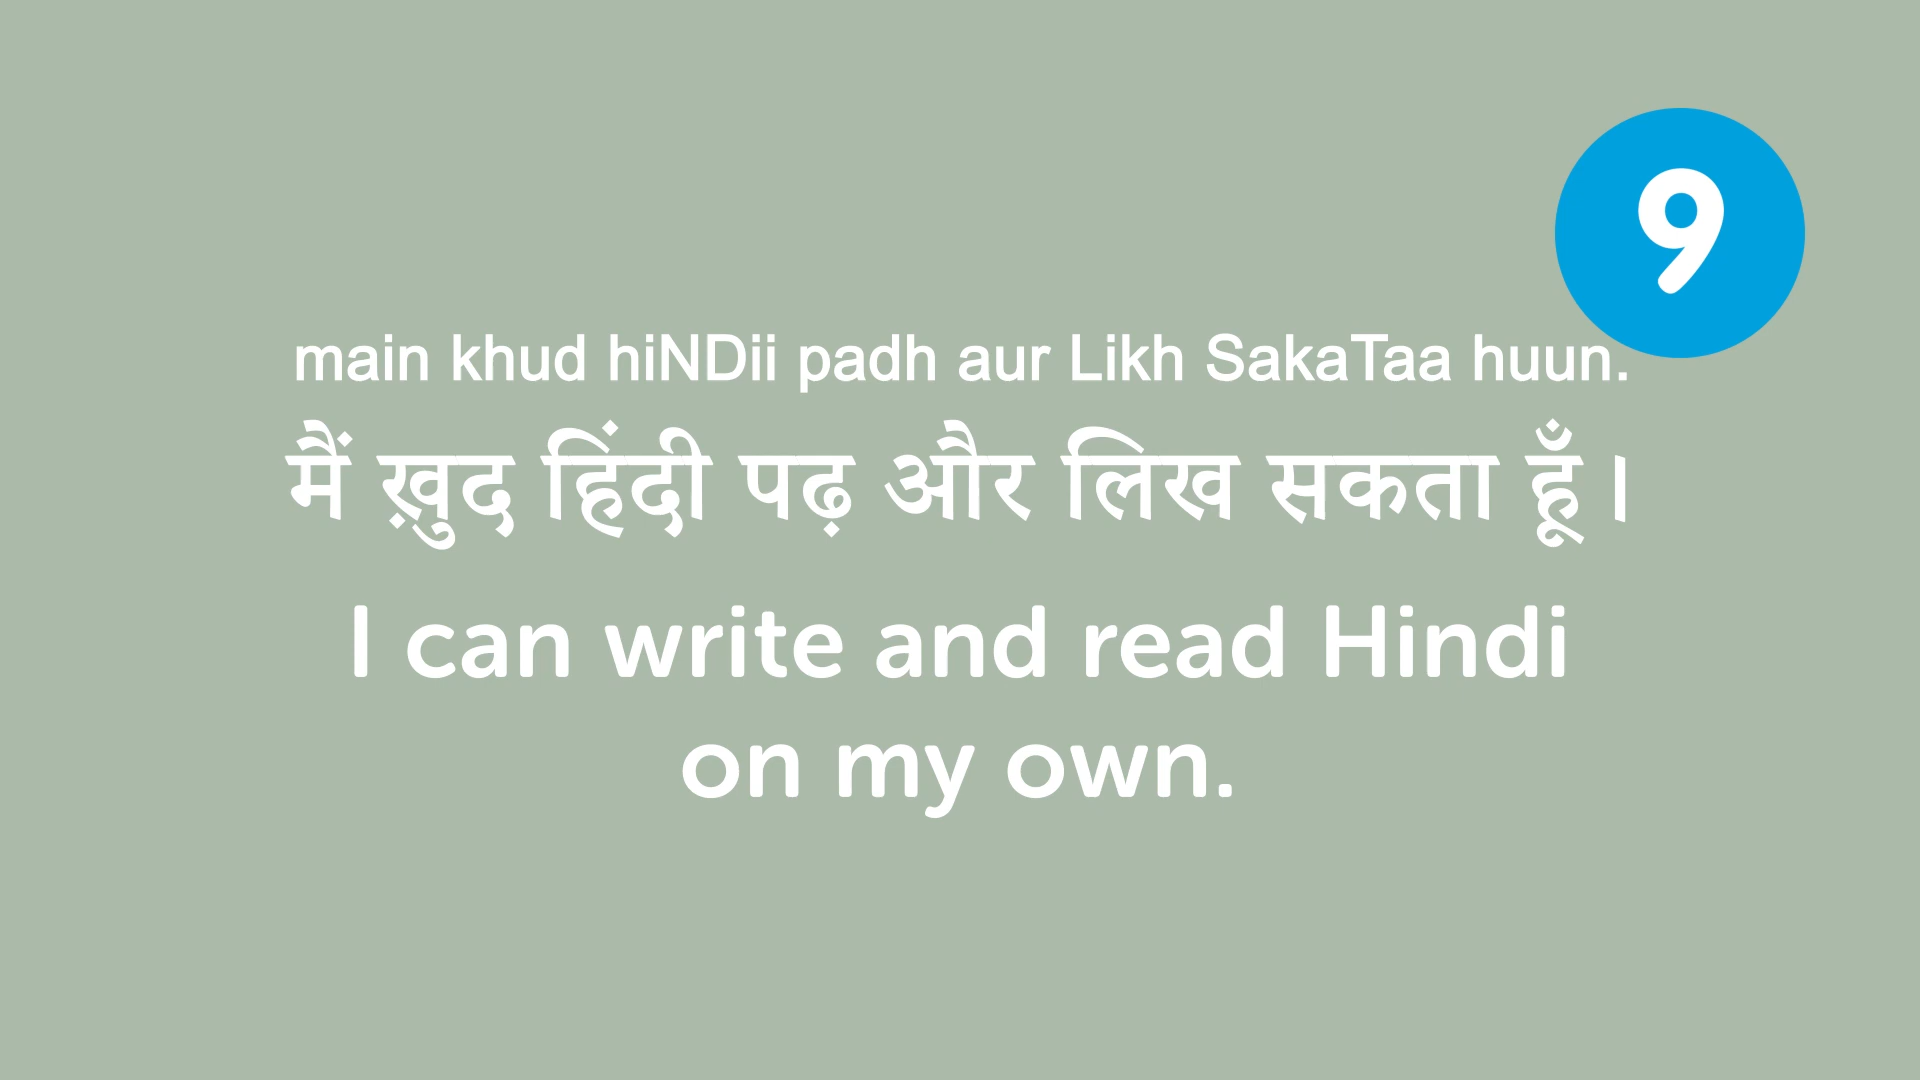 9
main khud hiNDii padh aur Likh SakaTaa huun.
मैं ख़ुद हिंदी पढ़ और लिख सकता हूँ।
I can write and read Hindi
on my own.